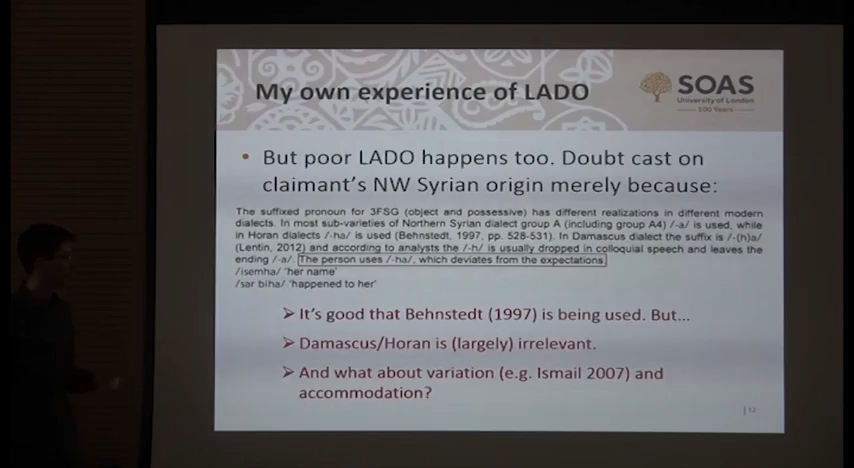 My own experience of LADO
SOAS
University of London
100 Years
• But poor LADO happens too. Doubt cast on
claimant's NW Syrian origin merely because:
The suffixed pronoun for 3FSG (object and possessive) has different realizations in different modern
dialects. In most sub-varieties of Northern Syrian dialect group A (including group A4) /-a/ is used, while
in Horan dialects /-ha/ is used (Behnstedt, 1997, pp. 528-531). In Damascus dialect the suffix is /-(h)a/
(Lentin, 2012) and according to analysts the /-h/ is usually dropped in colloquial speech and leaves the
ending /-a/. The person uses /-ha/, which deviates from the expectations.
/isemha/ 'her name'
/sar biha/ 'happened to her'
➢ It's good that Behnstedt (1997) is being used. But...
➢ Damascus/Horan is (largely) irrelevant.
➢ And what about variation (e.g. Ismail 2007) and
accommodation?